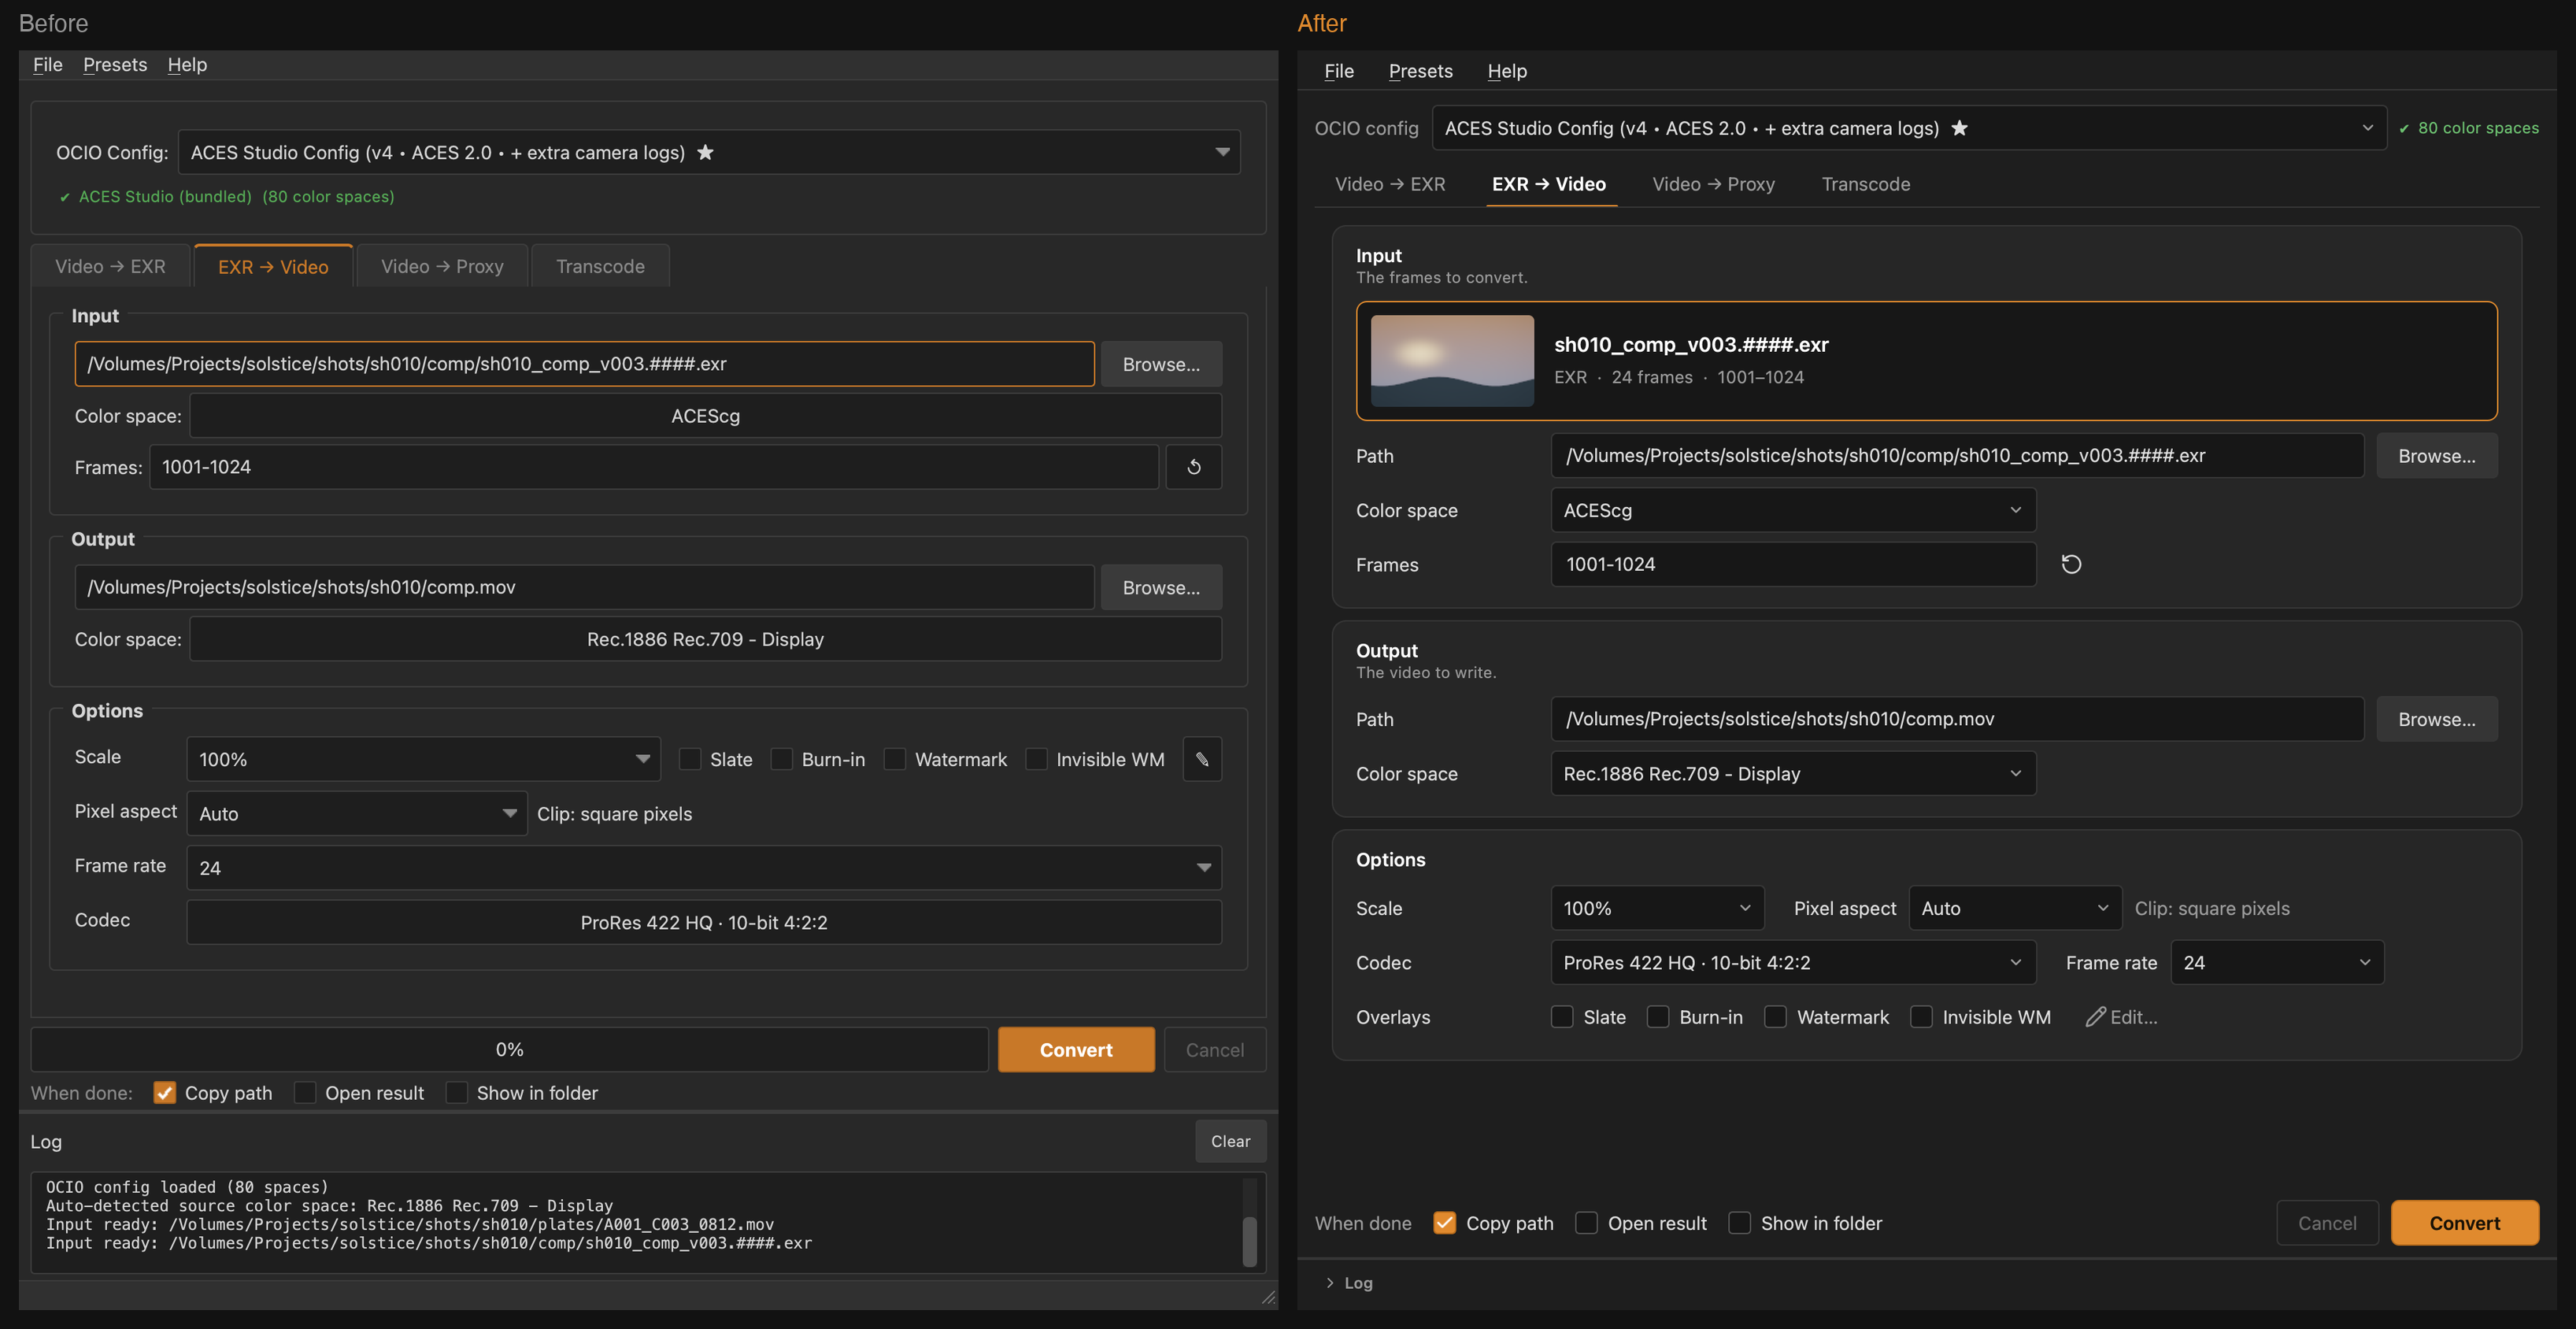 Before
File Presets Help
OCIO Config: ACES Studio Config (v4 • ACES 2.0 • + extra camera logs) ★
✔ ACES Studio (bundled) (80 color spaces)
Video → EXR EXR → Video Video → Proxy Transcode
Input
/Volumes/Projects/solstice/shots/sh010/comp/sh010_comp_v003.####.exr Browse...
Color space: ACEScg
Frames: 1001-1024
Output
/Volumes/Projects/solstice/shots/sh010/comp.mov Browse...
Color space: Rec.1886 Rec.709 - Display
Options
Scale 100% Slate Burn-in Watermark Invisible WM
Pixel aspect Auto Clip: square pixels
Frame rate 24
Codec ProRes 422 HQ · 10-bit 4:2:2
0% Convert Cancel
When done: Copy path Open result Show in folder
Log Clear
OCIO config loaded (80 spaces)
Auto-detected source color space: Rec.1886 Rec.709 - Display
Input ready: /Volumes/Projects/solstice/shots/sh010/plates/A001_C003_0812.mov
Input ready: /Volumes/Projects/solstice/shots/sh010/comp/sh010_comp_v003.####.exr
After
File Presets Help
OCIO config ACES Studio Config (v4 • ACES 2.0 • + extra camera logs) ★ ✔ 80 color spaces
Video → EXR EXR → Video Video → Proxy Transcode
Input
The frames to convert.
sh010_comp_v003.####.exr
EXR · 24 frames · 1001–1024
Path /Volumes/Projects/solstice/shots/sh010/comp/sh010_comp_v003.####.exr Browse...
Color space ACEScg
Frames 1001-1024
Output
The video to write.
Path /Volumes/Projects/solstice/shots/sh010/comp.mov Browse...
Color space Rec.1886 Rec.709 - Display
Options
Scale 100% Pixel aspect Auto Clip: square pixels
Codec ProRes 422 HQ · 10-bit 4:2:2 Frame rate 24
Overlays Slate Burn-in Watermark Invisible WM Edit...
When done Copy path Open result Show in folder Cancel Convert
Log